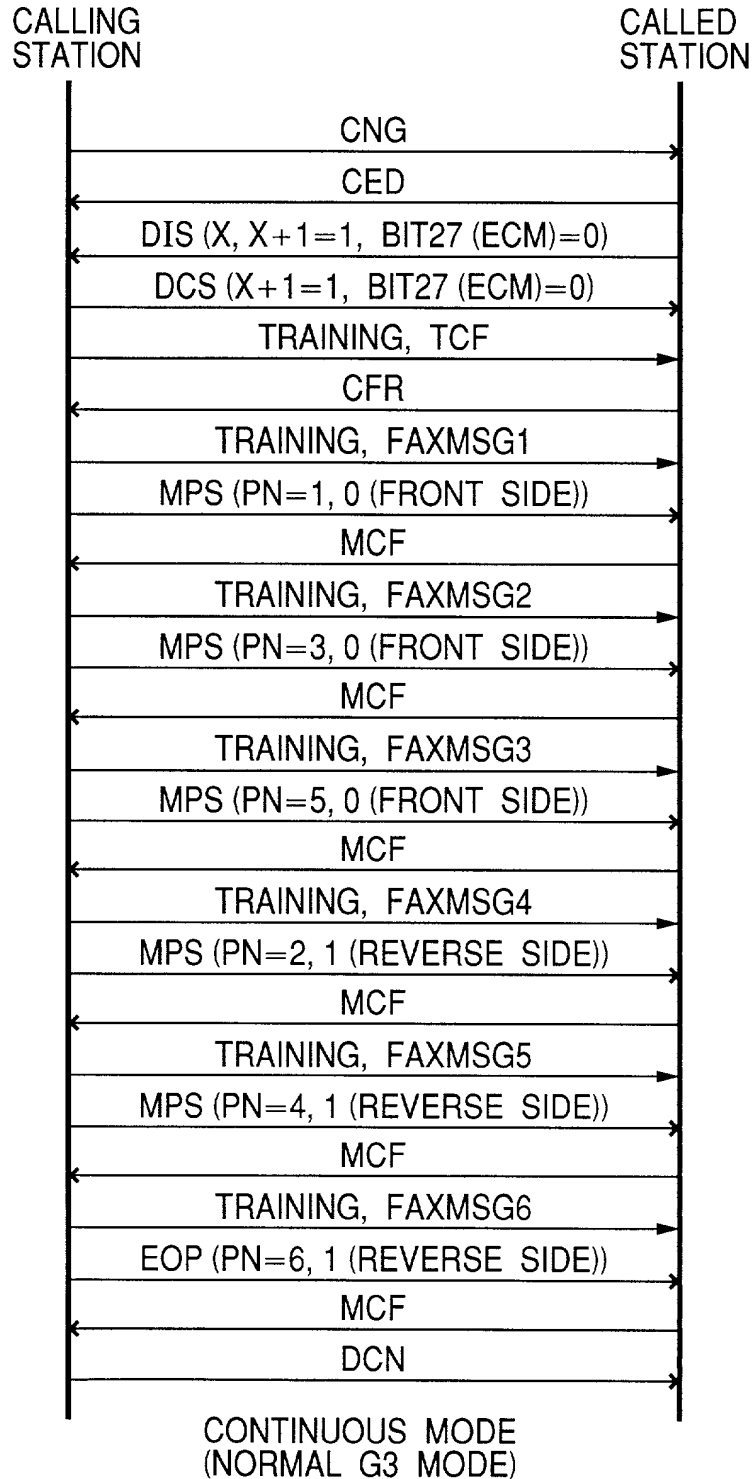 CALLING
STATION
CALLED
STATION
CNG
CED
DIS (X, X+1=1, BIT27 (ECM)=0)
DCS (X+1=1, BIT27 (ECM)=0)
TRAINING, TCF
CFR
TRAINING, FAXMSG1
MPS (PN=1, 0 (FRONT SIDE))
MCF
TRAINING, FAXMSG2
MPS (PN=3, 0 (FRONT SIDE))
MCF
TRAINING, FAXMSG3
MPS (PN=5, 0 (FRONT SIDE))
MCF
TRAINING, FAXMSG4
MPS (PN=2, 1 (REVERSE SIDE))
MCF
TRAINING, FAXMSG5
MPS (PN=4, 1 (REVERSE SIDE))
MCF
TRAINING, FAXMSG6
EOP (PN=6, 1 (REVERSE SIDE))
MCF
DCN
CONTINUOUS MODE
(NORMAL G3 MODE)